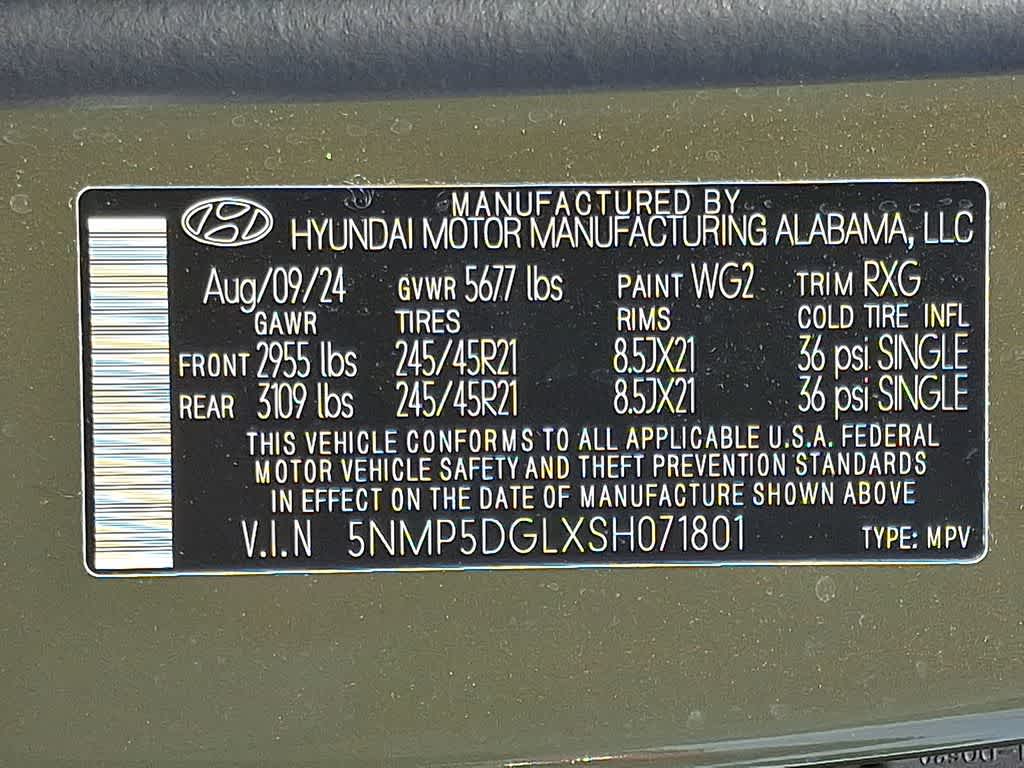 MANUFACTURED BY
HYUNDAI MOTOR MANUFACTURING ALABAMA, LLC
Aug/09/24 GVWR 5677 lbs PAINT WG2 TRIM RXG
GAWR TIRES RIMS COLD TIRE INFL
FRONT 2955 lbs 245/45R21 8.5JX21 36 psi SINGLE
REAR 3109 lbs 245/45R21 8.5JX21 36 psi SINGLE
THIS VEHICLE CONFORMS TO ALL APPLICABLE U.S.A. FEDERAL
MOTOR VEHICLE SAFETY AND THEFT PREVENTION STANDARDS
IN EFFECT ON THE DATE OF MANUFACTURE SHOWN ABOVE
V.I.N 5NMP5DGLXSH071801 TYPE: MPV